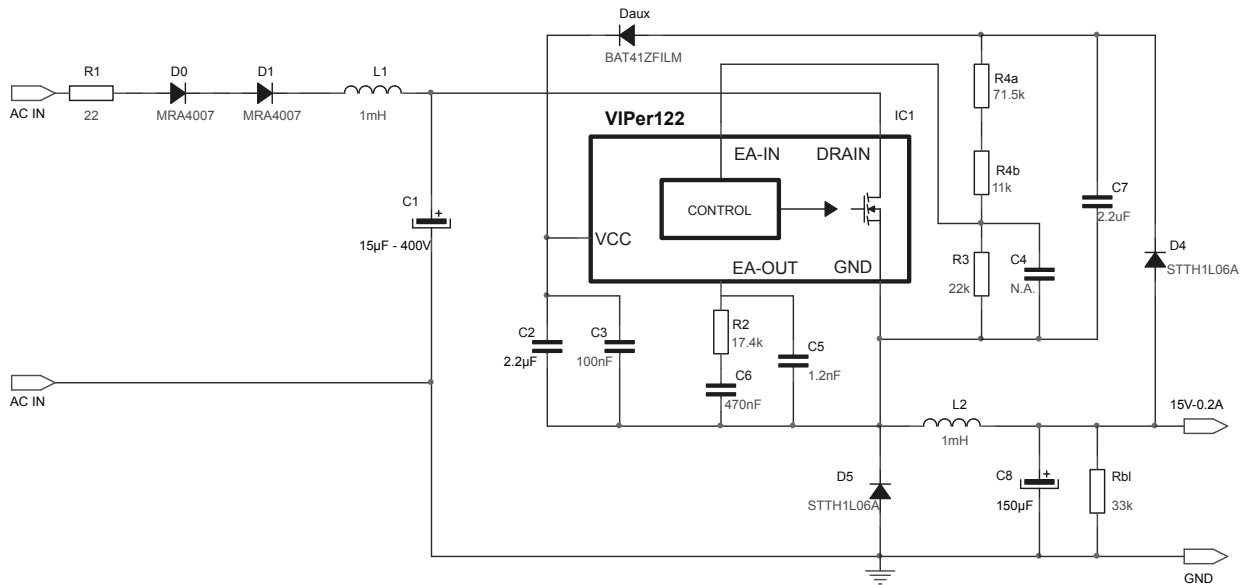 Daux
BAT41ZFILM
R1
22
AC IN
D0
MRA4007
D1
MRA4007
L1
1mH
VIPer122
IC1
EA-IN
DRAIN
CONTROL
VCC
EA-OUT
GND
R4a
71.5k
R4b
11k
C7
2.2uF
C1
+
15µF - 400V
R3
22k
C4
N.A.
D4
STTH1L06A
C2
2.2µF
C3
100nF
R2
17.4k
C5
1.2nF
C6
470nF
AC IN
L2
1mH
15V-0.2A
D5
STTH1L06A
C8
+
150µF
Rbl
33k
GND